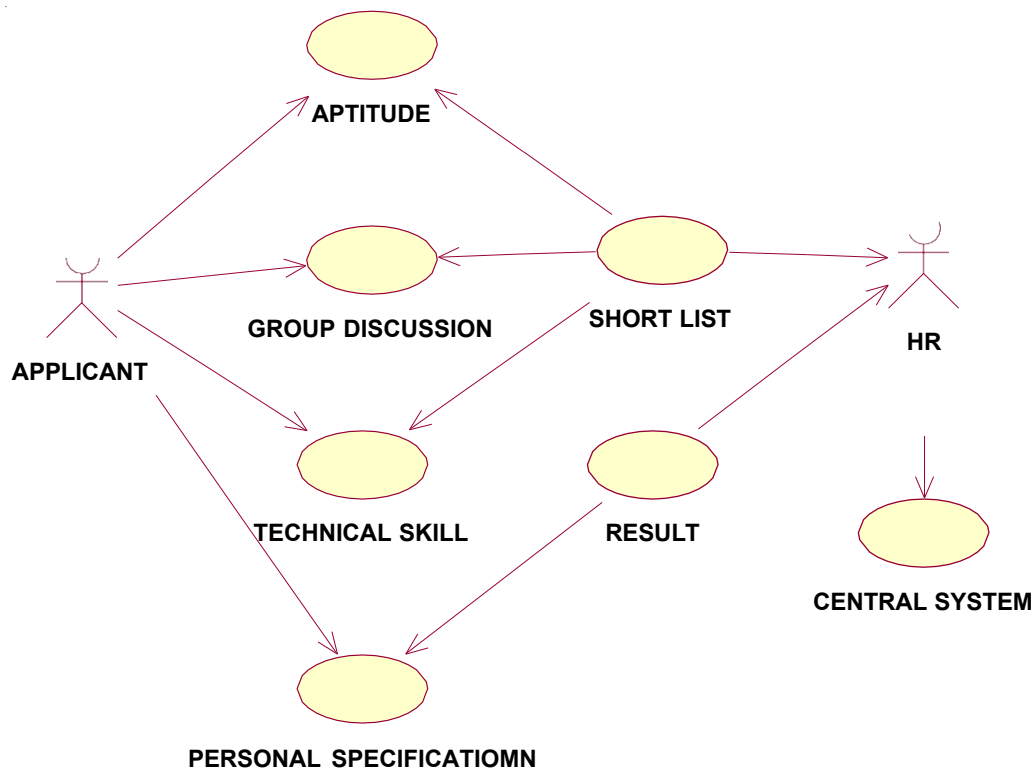 APTITUDE
GROUP DISCUSSION
SHORT LIST
HR
APPLICANT
TECHNICAL SKILL
RESULT
CENTRAL SYSTEM
PERSONAL SPECIFICATIOMN